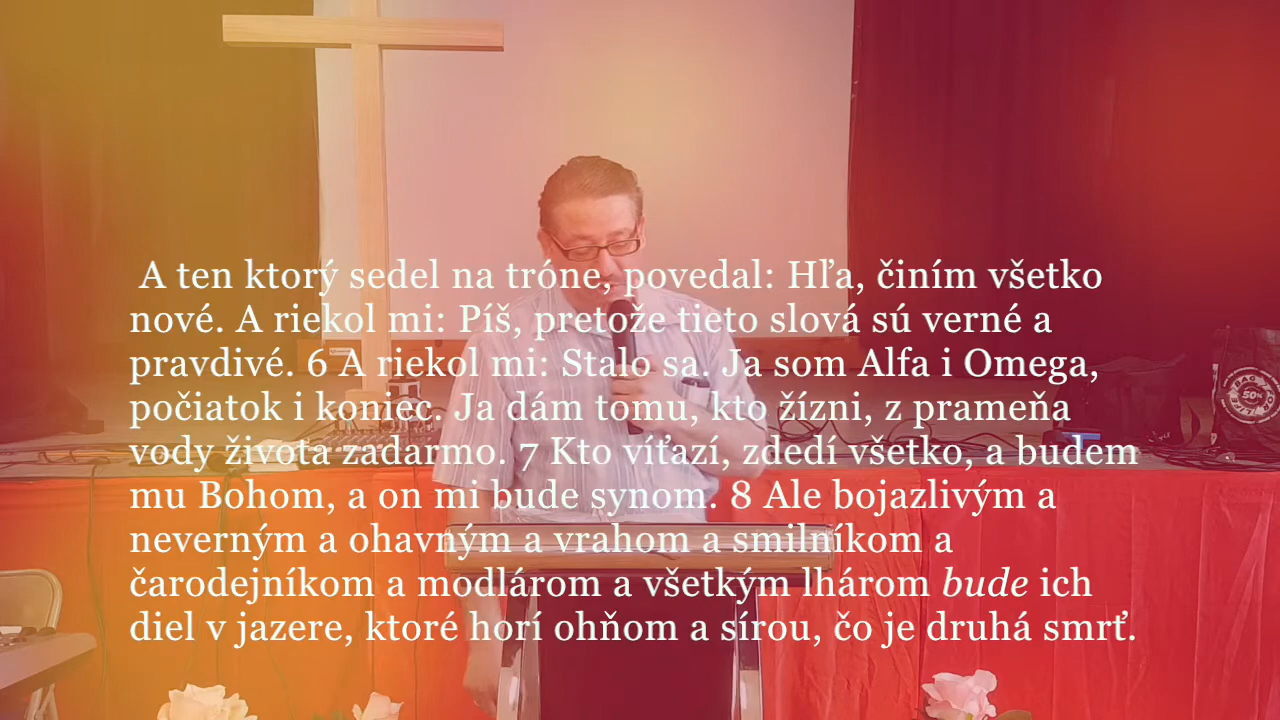 A ten ktorý sedel na tróne, povedal: Hľa, činím všetko
nové. A riekol mi: Píš, pretože tieto slová sú verné a
pravdivé. 6 A riekol mi: Stalo sa. Ja som Alfa i Omega,
počiatok i koniec. Ja dám tomu, kto žízni, z prameňa
vody života zadarmo. 7 Kto víťazí, zdedí všetko, a budem
mu Bohom, a on mi bude synom. 8 Ale bojazlivým a
neverným a ohavným a vrahom a smilníkom a
čarodejníkom a modlárom a všetkým lhárom bude ich
diel v jazere, ktoré horí ohňom a sírou, čo je druhá smrť.
50%